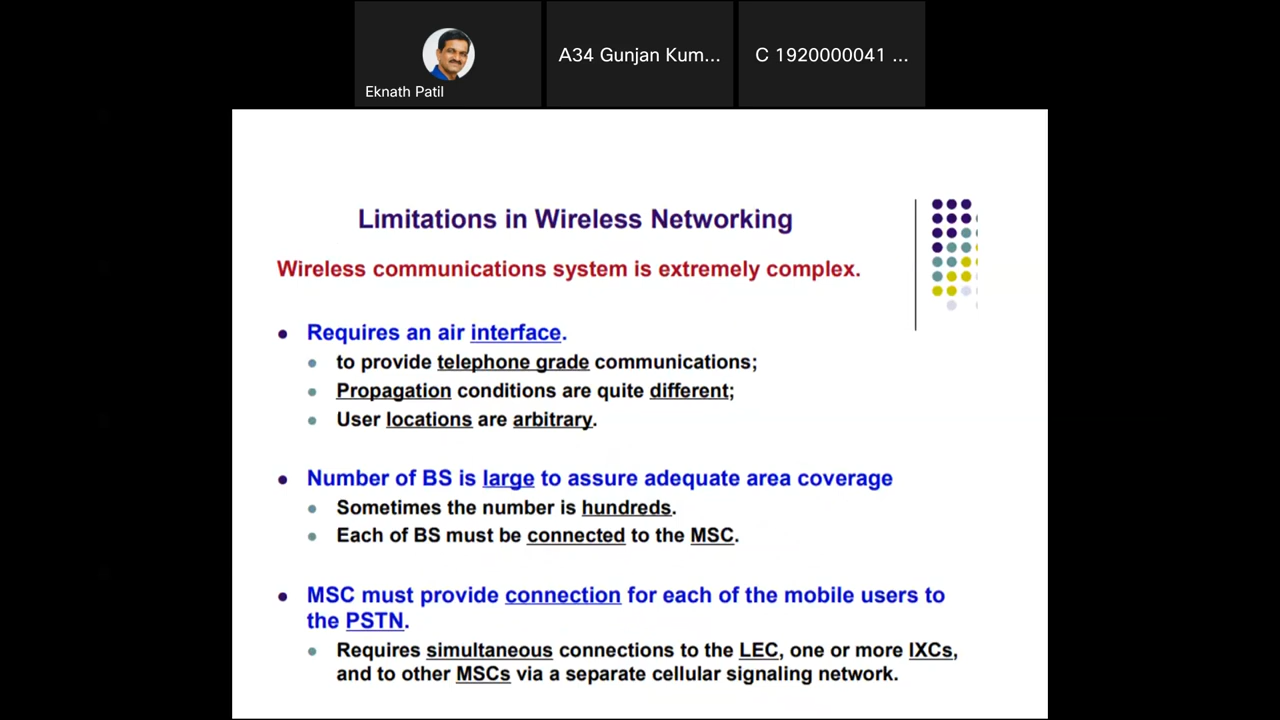 A34 Gunjan Kum...
C 1920000041 ...
Eknath Patil
Limitations in Wireless Networking
Wireless communications system is extremely complex.
Requires an air interface.
to provide telephone grade communications;
Propagation conditions are quite different;
User locations are arbitrary.
Number of BS is large to assure adequate area coverage
Sometimes the number is hundreds.
Each of BS must be connected to the MSC.
MSC must provide connection for each of the mobile users to
the PSTN.
Requires simultaneous connections to the LEC, one or more IXCs,
and to other MSCs via a separate cellular signaling network.